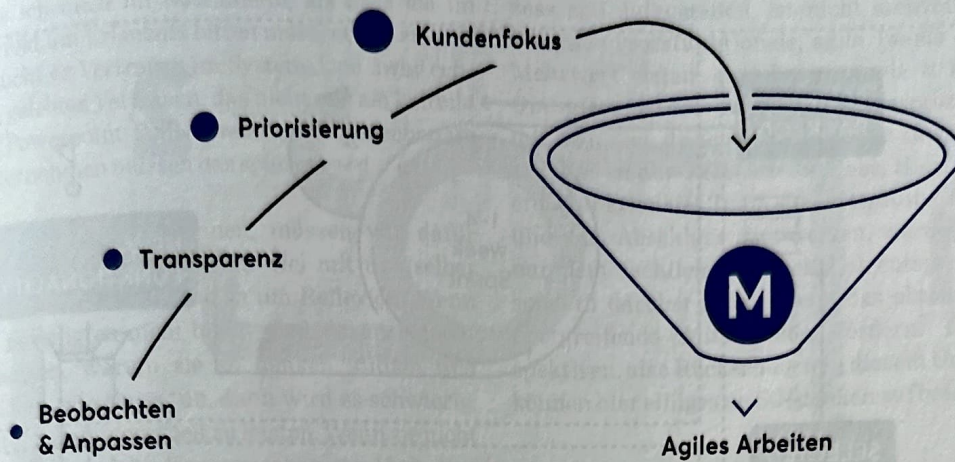 Kundenfokus
Priorisierung
Transparenz
Beobachten
& Anpassen
M
Agiles Arbeiten